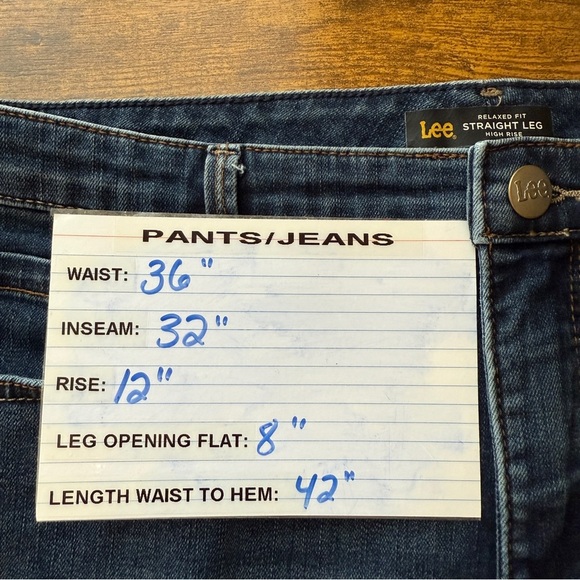 RELAXED FIT
Lee. STRAIGHT LEG
HIGH RISE
Lee
PANTS/JEANS
WAIST: 36"
INSEAM: 32"
RISE: 12"
LEG OPENING FLAT: 8"
LENGTH WAIST TO HEM: 42"